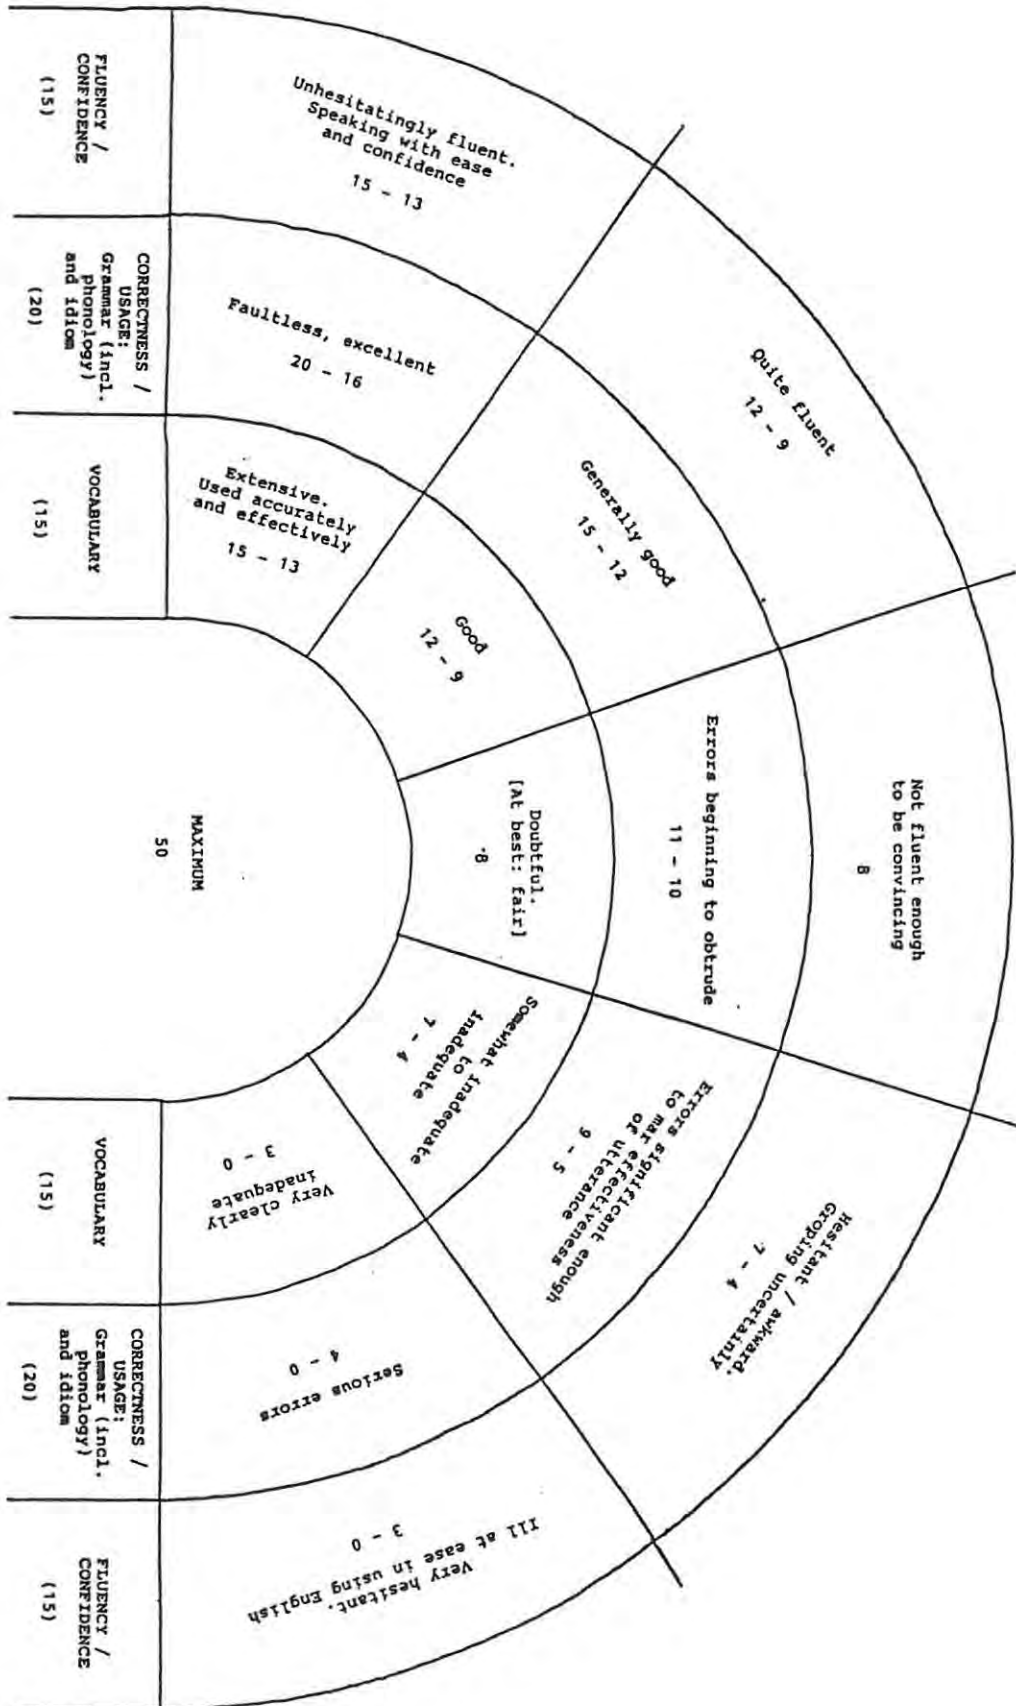 FLUENCY /
CONFIDENCE
(15)
Unhesitatingly fluent.
Speaking with ease
and confidence
15 - 13
Quite fluent
12 - 9
Not fluent enough
to be convincing
8
Hesitant / awkward.
Groping uncertainly
7 - 4
Very hesitant.
Ill at ease in using English
3 - 0
FLUENCY /
CONFIDENCE
(15)
CORRECTNESS /
USAGE:
Grammar (incl.
phonology)
and idiom
(20)
Faultless, excellent
20 - 16
Generally good
15 - 12
Errors beginning to obtrude
11 - 10
Errors significant enough
to mar effectiveness
of utterance
9 - 5
Serious errors
4 - 0
CORRECTNESS /
USAGE:
Grammar (incl.
phonology)
and idiom
(20)
VOCABULARY
(15)
Extensive.
Used accurately
and effectively
15 - 13
Good
12 - 9
Doubtful.
[At best: fair]
8
Somewhat inadequate
to
inadequate
7 - 4
Very clearly
inadequate
3 - 0
VOCABULARY
(15)
MAXIMUM
50